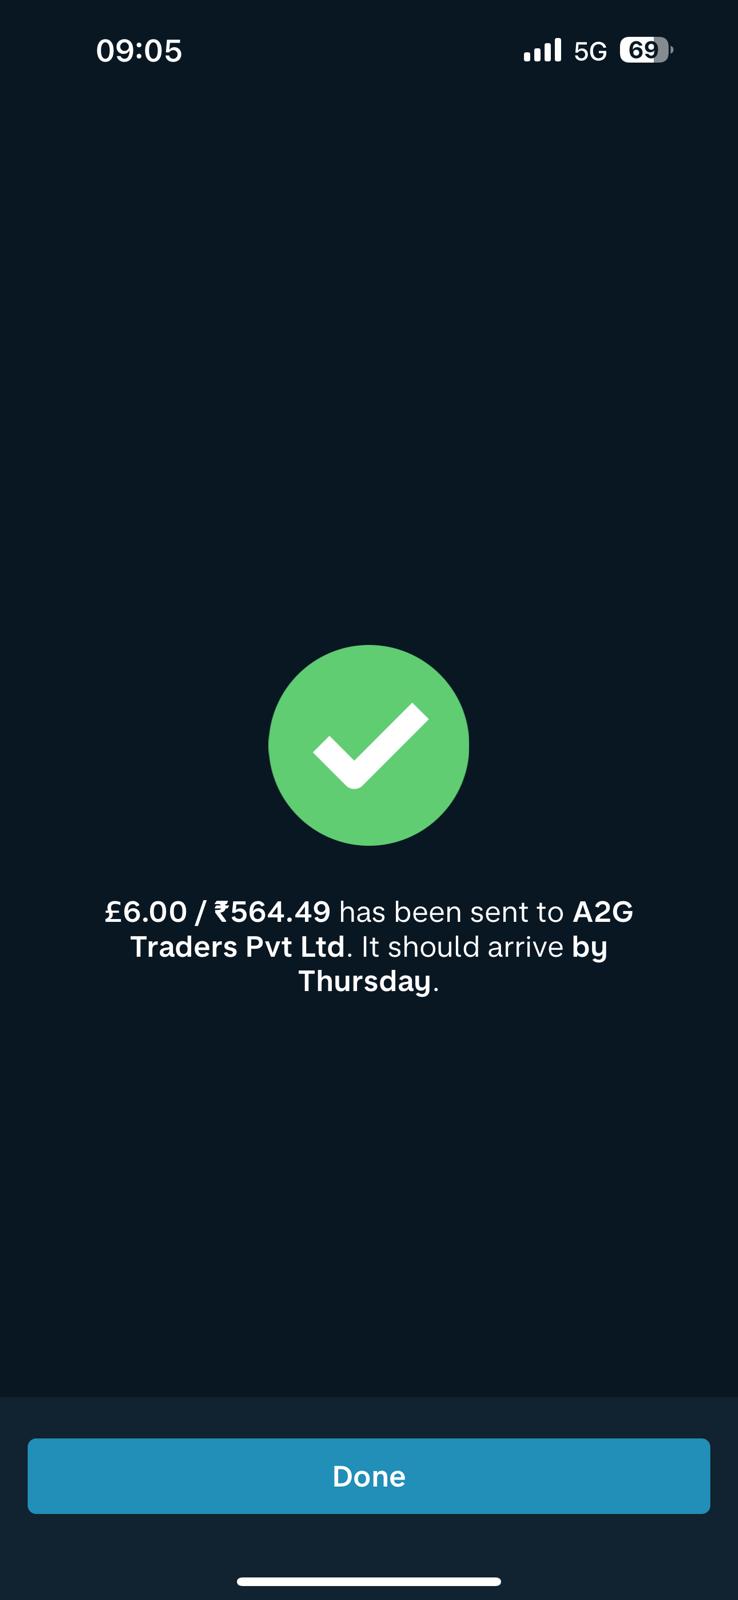 09:05 5G 69
£6.00 / ₹564.49 has been sent to A2G
Traders Pvt Ltd. It should arrive by
Thursday.
Done